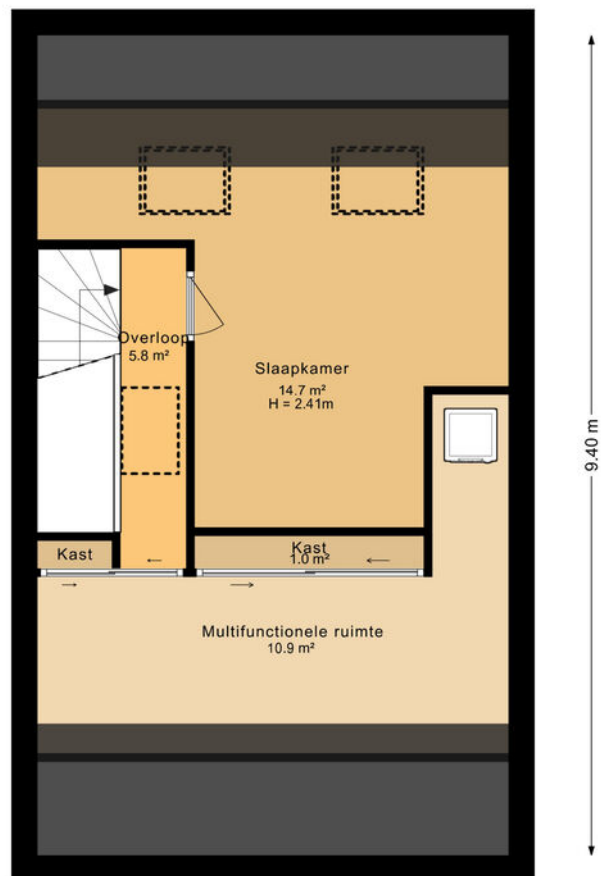 Overloop
5.8 m²
Slaapkamer
14.7 m²
H = 2.41m
9.40 m
Kast
Kast
1.0 m²
Multifunctionele ruimte
10.9 m²